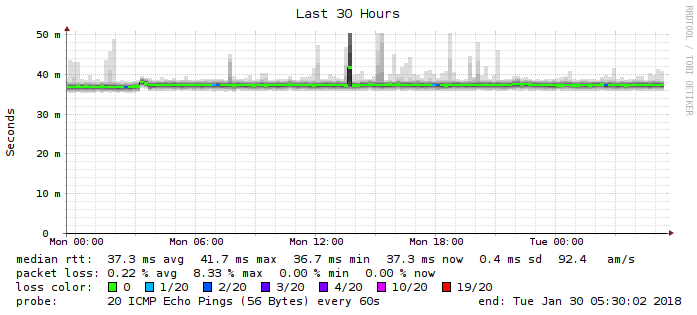 Last 30 Hours
RRDTOOL / TOBI OETIKER
Seconds
50 m
40 m
30 m
20 m
10 m
0
Mon 00:00 Mon 06:00 Mon 12:00 Mon 18:00 Tue 00:00
median rtt: 37.3 ms avg 41.7 ms max 36.7 ms min 37.3 ms now 0.4 ms sd 92.4 am/s
packet loss: 0.22 % avg 8.33 % max 0.00 % min 0.00 % now
loss color: 0 1/20 2/20 3/20 4/20 10/20 19/20
probe: 20 ICMP Echo Pings (56 Bytes) every 60s end: Tue Jan 30 05:30:02 2018